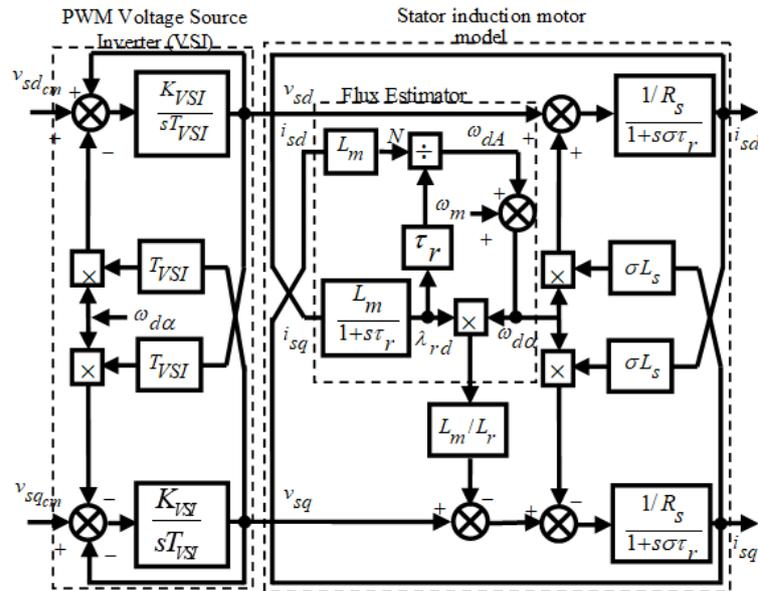 PWM Voltage Source
Inverter (VSI)
Stator induction motor
model
v_sd_cm
+
+
−
K_VSI
sT_VSI
v_sd
i_sd
Flux Estimator
L_m
N
÷
ω_dA
+
+
1/R_s
1+sστ_r
i_sd
ω_m
+
+
τ_r
×
T_VSI
ω_dα
×
T_VSI
i_sq
L_m
1+sτ_r
λ_rd
×
ω_dα
×
σL_s
×
σL_s
L_m/L_r
v_sq_cm
−
+
−
K_VSI
sT_VSI
v_sq
+
−
+
−
1/R_s
1+sστ_r
i_sq